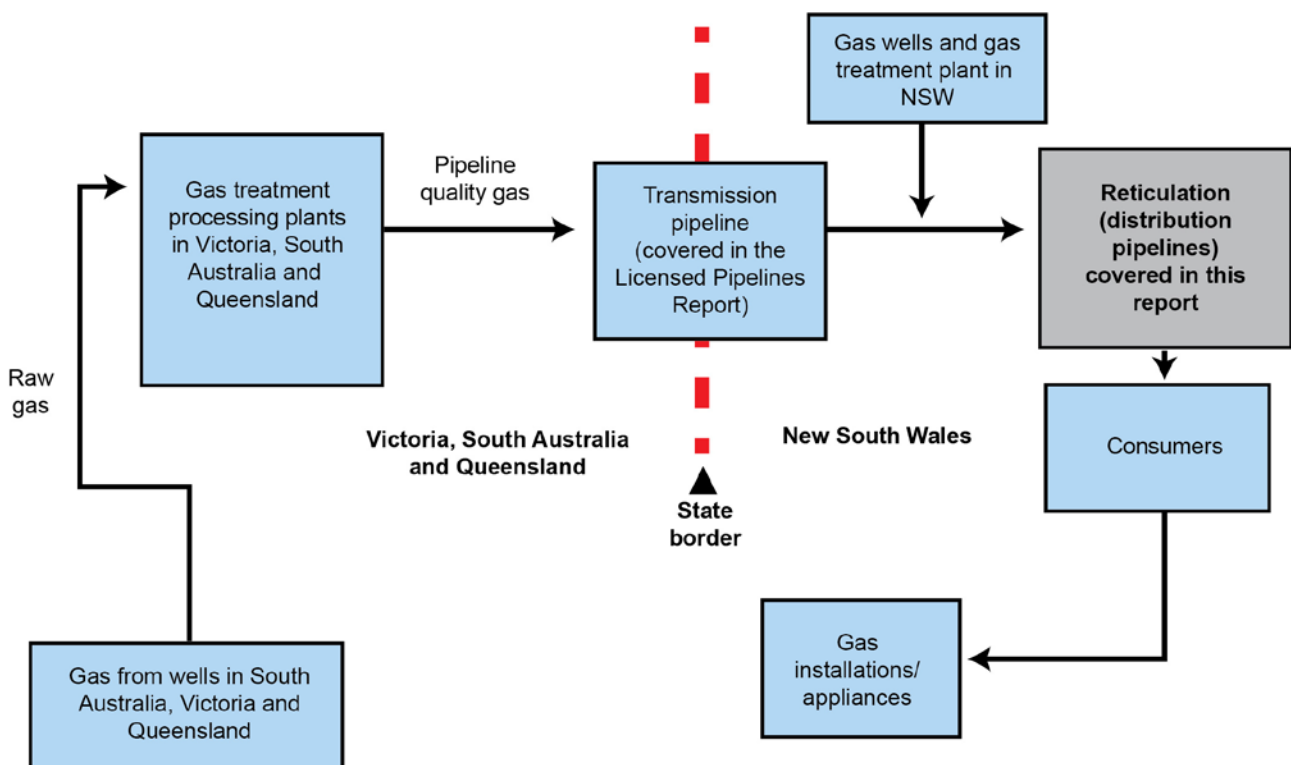 Gas wells and gas
treatment plant in
NSW
Gas treatment
processing plants
in Victoria, South
Australia and
Queensland
Pipeline
quality gas
Transmission
pipeline
(covered in the
Licensed Pipelines
Report)
Reticulation
(distribution
pipelines)
covered in this
report
Raw
gas
Victoria, South Australia
and Queensland
New South Wales
Consumers
State
border
Gas from wells in South
Australia, Victoria and
Queensland
Gas
installations/
appliances